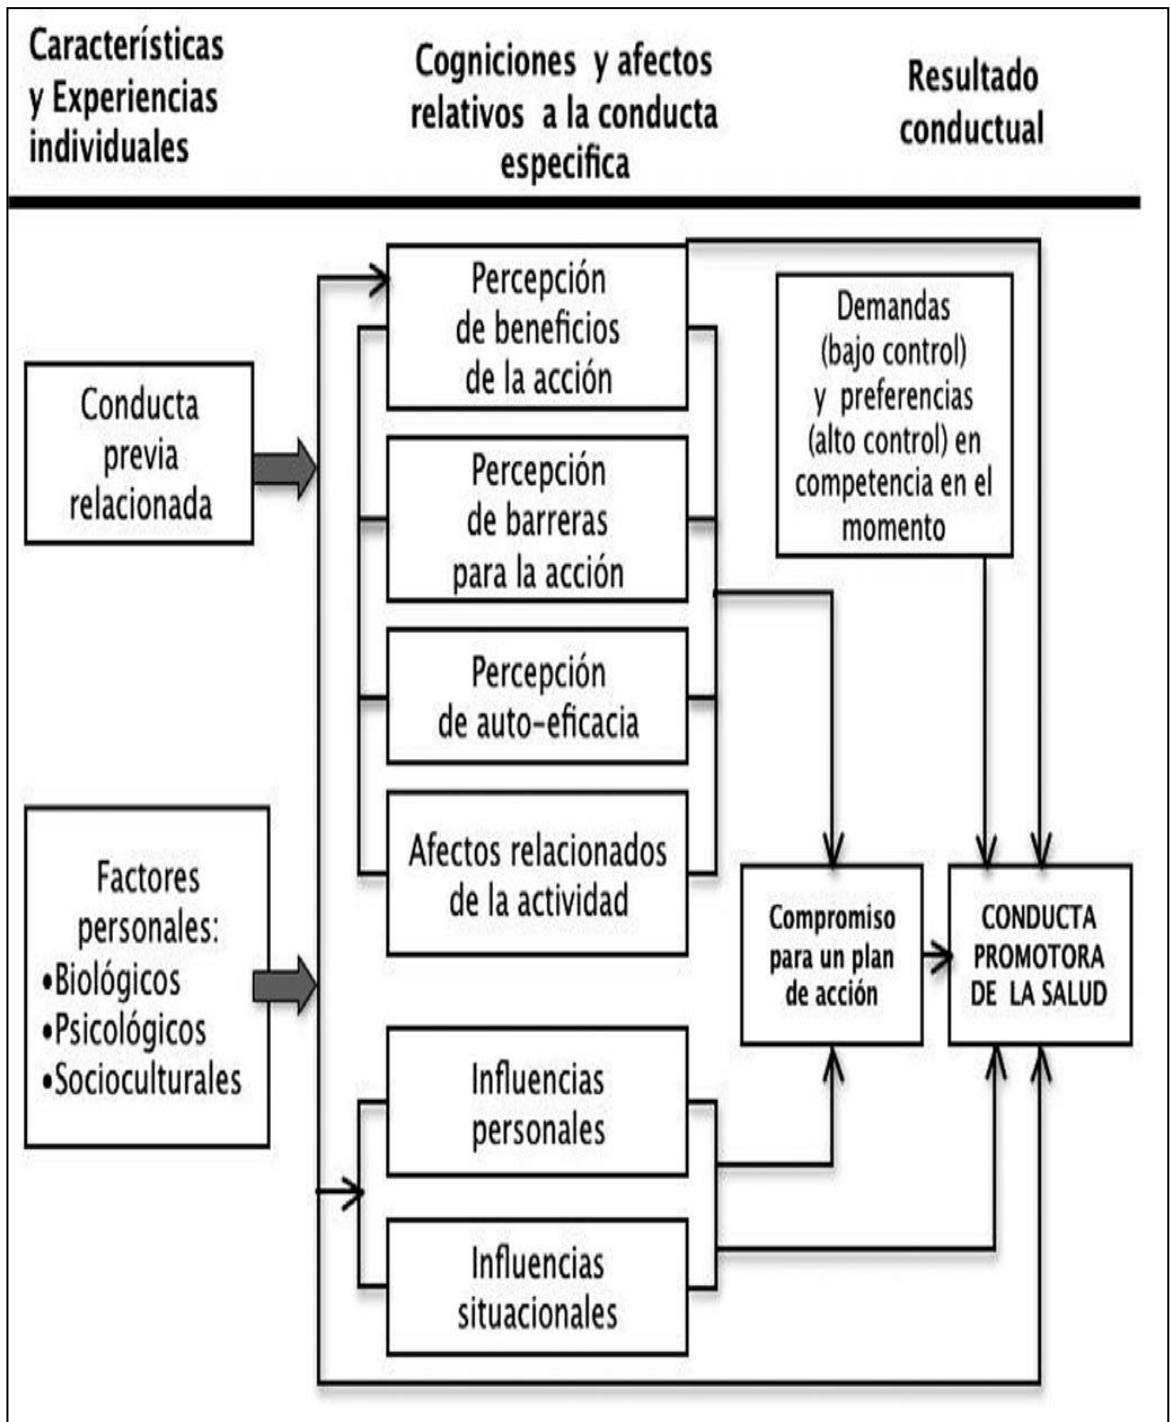 Características
y Experiencias
individuales
Cogniciones y afectos
relativos a la conducta
especifica
Resultado
conductual
Conducta
previa
relacionada
Factores
personales:
•Biológicos
•Psicológicos
•Socioculturales
Percepción
de beneficios
de la acción
Percepción
de barreras
para la acción
Percepción
de auto-eficacia
Afectos relacionados
de la actividad
Influencias
personales
Influencias
situacionales
Demandas
(bajo control)
y preferencias
(alto control) en
competencia en el
momento
Compromiso
para un plan
de acción
CONDUCTA
PROMOTORA
DE LA SALUD